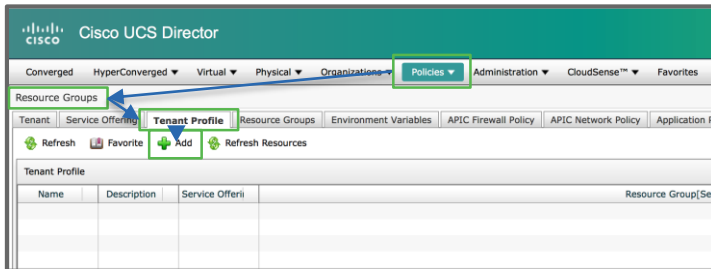 CISCO Cisco UCS Director
Converged HyperConverged Virtual Physical Organizations Policies Administration CloudSense™ Favorites
Resource Groups
Tenant Service Offering Tenant Profile Resource Groups Environment Variables APIC Firewall Policy APIC Network Policy Application P
Refresh Favorite Add Refresh Resources
Tenant Profile
Name Description Service Offerin Resource Group[Se